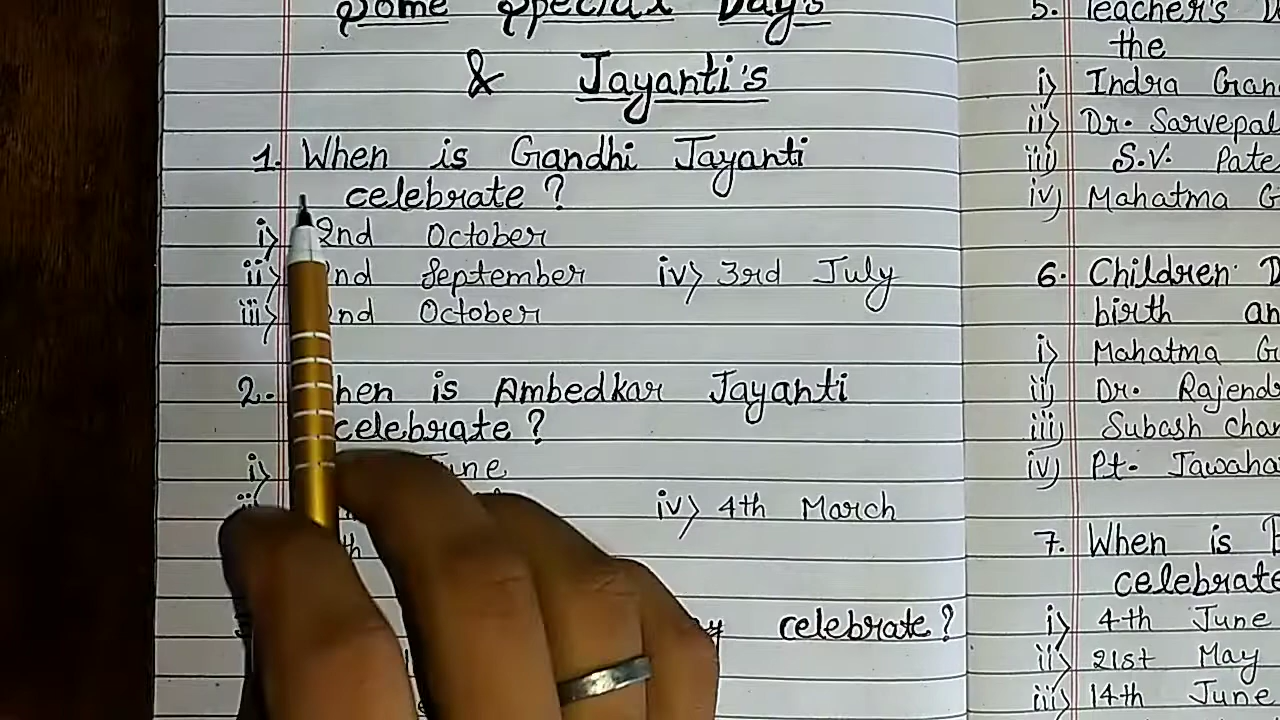 Some Special Days
& Jayanti's
1. When is Gandhi Jayanti
celebrate ?
i> 2nd October
ii> nd September iv> 3rd July
iii> nd October
2. hen is Ambedkar Jayanti
celebrate ?
i> une
iv> 4th March
th
celebrate ?
5. Teacher's
the
i> Indra Gan
ii> Dr. Sarvepal
iii> S.V. Pate
iv> Mahatma G
6. Children D
birth an
i> Mahatma G
ii> Dr. Rajend
iii> Subash Chan
iv> Pt. Jawaha
7. When is
celebrate
i> 4th June
ii> 21st May
iii> 14th June